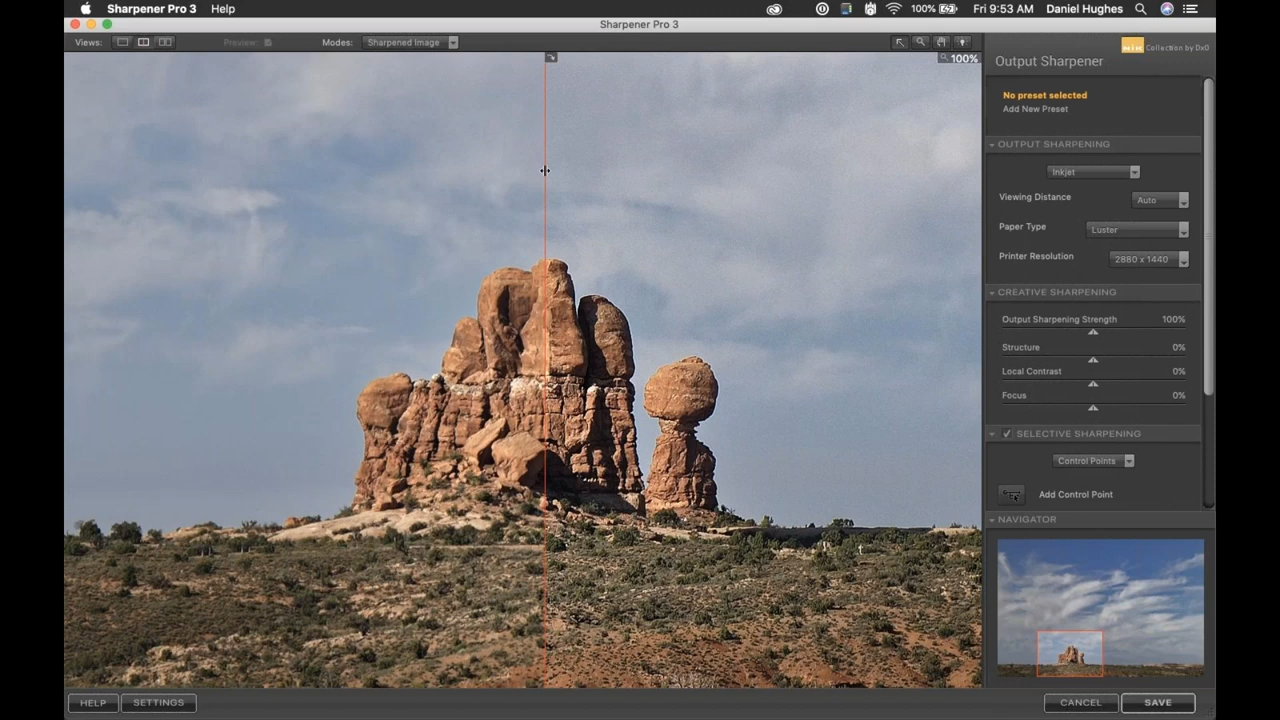 Sharpener Pro 3 Help 100% Fri 9:53 AM Daniel Hughes
Sharpener Pro 3
Views: Preview: Modes: Sharpened Image
100%
Nik Collection by DxO
Output Sharpener
No preset selected
Add New Preset
OUTPUT SHARPENING
Inkjet
Viewing Distance Auto
Paper Type Luster
Printer Resolution 2880 x 1440
CREATIVE SHARPENING
Output Sharpening Strength 100%
Structure 0%
Local Contrast 0%
Focus 0%
SELECTIVE SHARPENING
Control Points
Add Control Point
NAVIGATOR
HELP SETTINGS CANCEL SAVE